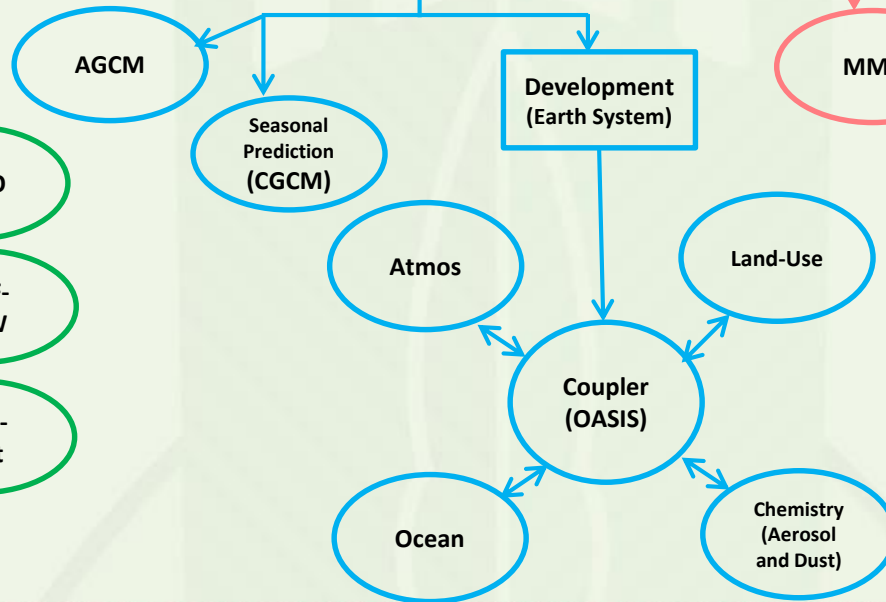 AGCM
MM
Development
(Earth System)
Seasonal
Prediction
(CGCM)
Atmos
Land-Use
Coupler
(OASIS)
Ocean
Chemistry
(Aerosol
and Dust)